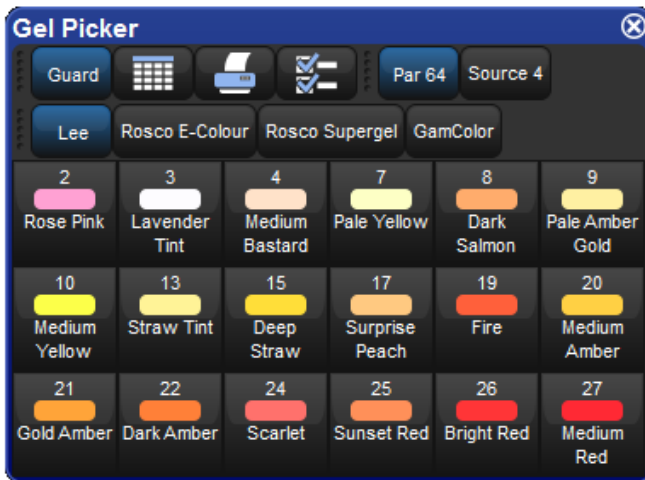 Gel Picker
Guard Par 64 Source 4
Lee Rosco E-Colour Rosco Supergel GamColor
2 3 4 7 8 9
Rose Pink Lavender Tint Medium Bastard Pale Yellow Dark Salmon Pale Amber Gold
10 13 15 17 19 20
Medium Yellow Straw Tint Deep Straw Surprise Peach Fire Medium Amber
21 22 24 25 26 27
Gold Amber Dark Amber Scarlet Sunset Red Bright Red Medium Red